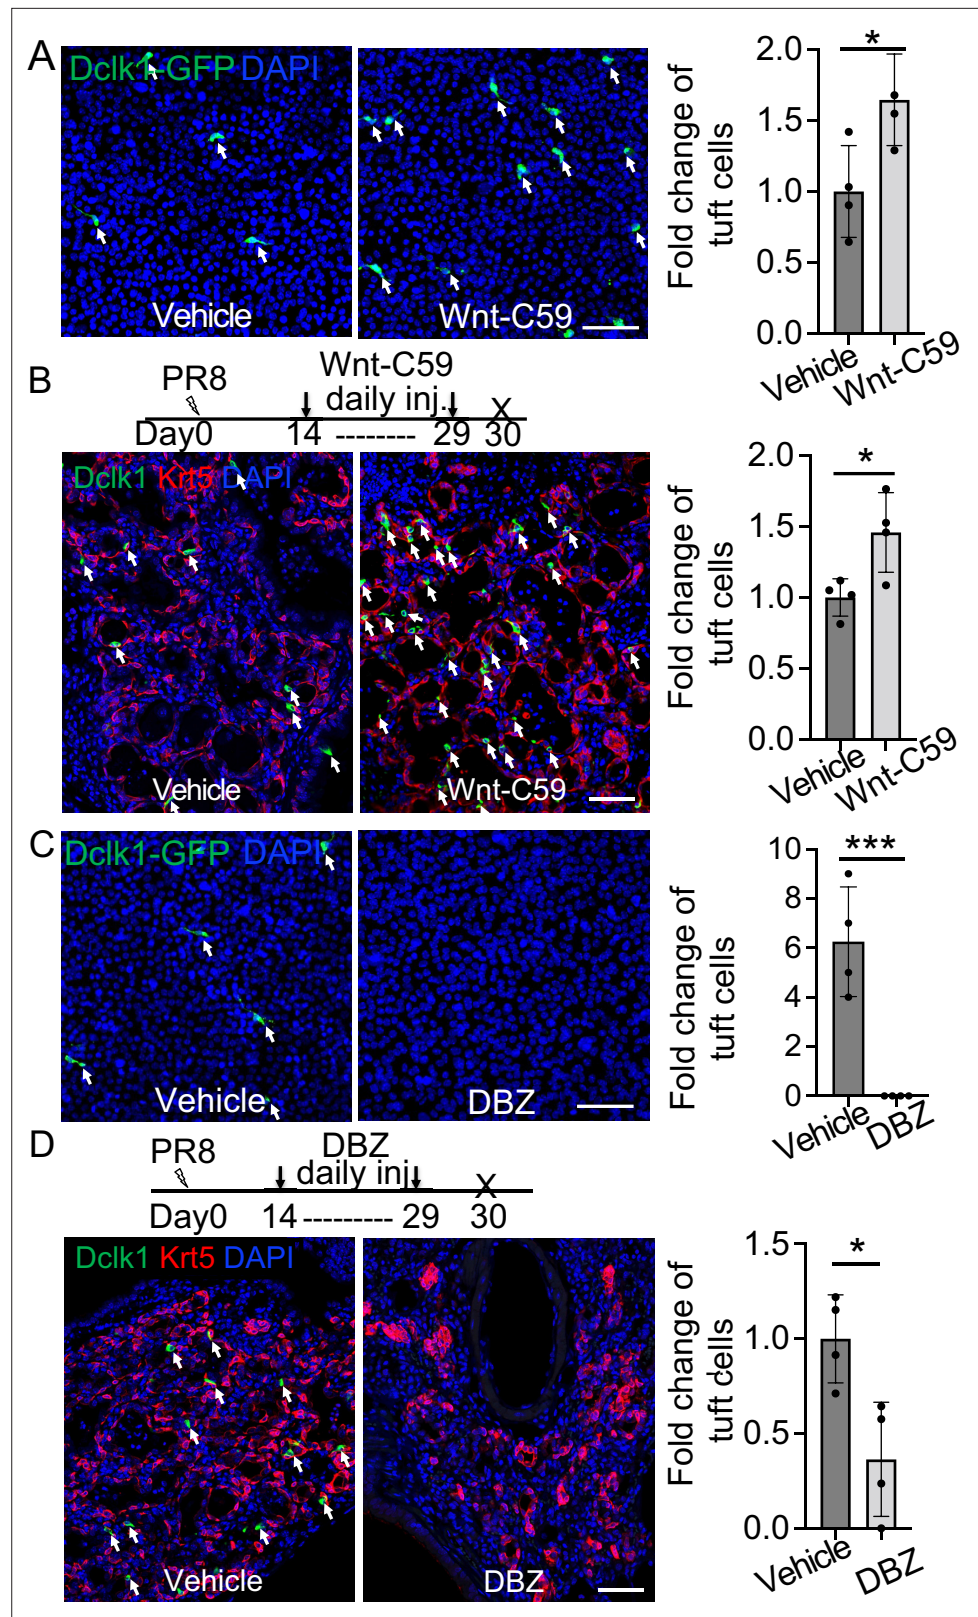 A
Dclk1-GFP DAPI
Vehicle
Wnt-C59
Fold change of
tuft cells
2.0
1.5
1.0
0.5
0.0
*
Vehicle
Wnt-C59
B
PR8
Wnt-C59
daily inj.
X
Day0
14 -------- 29 30
Dclk1 Krt5 DAPI
Vehicle
Wnt-C59
Fold change of
tuft cells
2.0
1.5
1.0
0.5
0.0
*
Vehicle
Wnt-C59
C
Dclk1-GFP DAPI
Vehicle
DBZ
Fold change of
tuft cells
10
8
6
4
2
0
***
Vehicle
DBZ
D
PR8
DBZ
daily inj
X
Day0
14 --------- 29 30
Dclk1 Krt5 DAPI
Vehicle
DBZ
Fold change of
tuft cells
1.5
1.0
0.5
0.0
*
Vehicle
DBZ